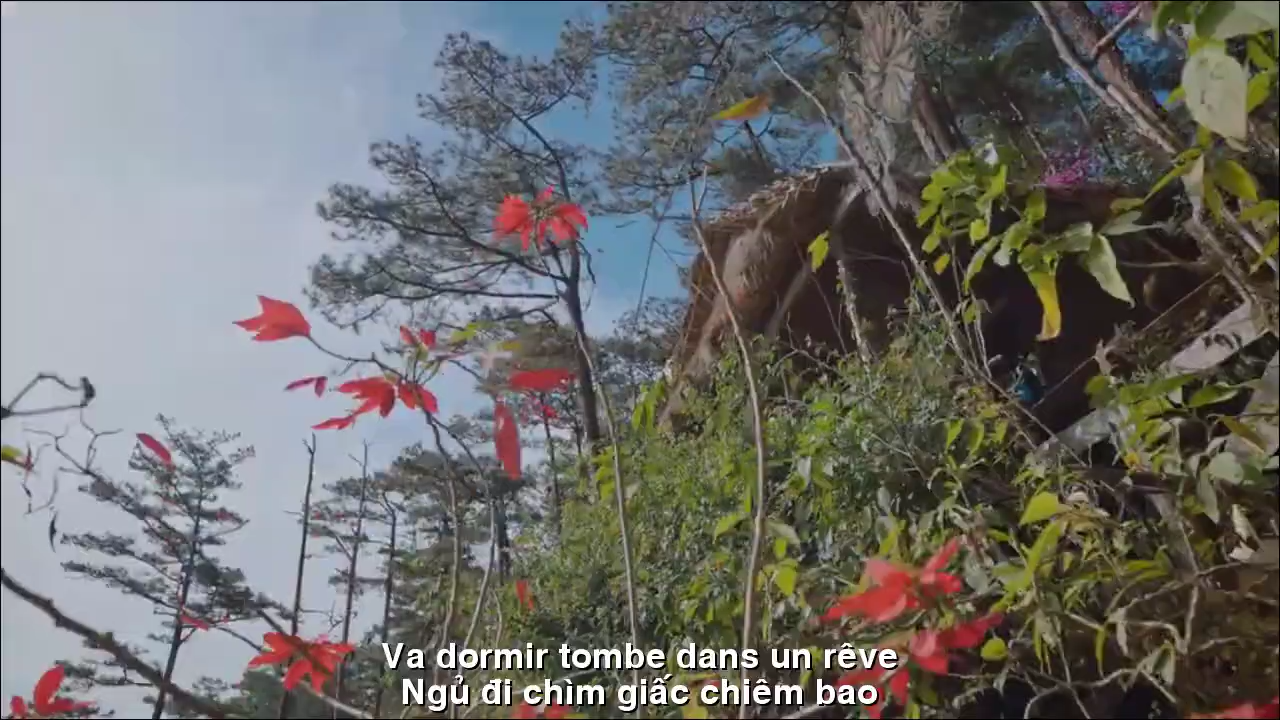 Va dormir tombe dans un rêve
Ngủ đi chìm giấc chiêm bao